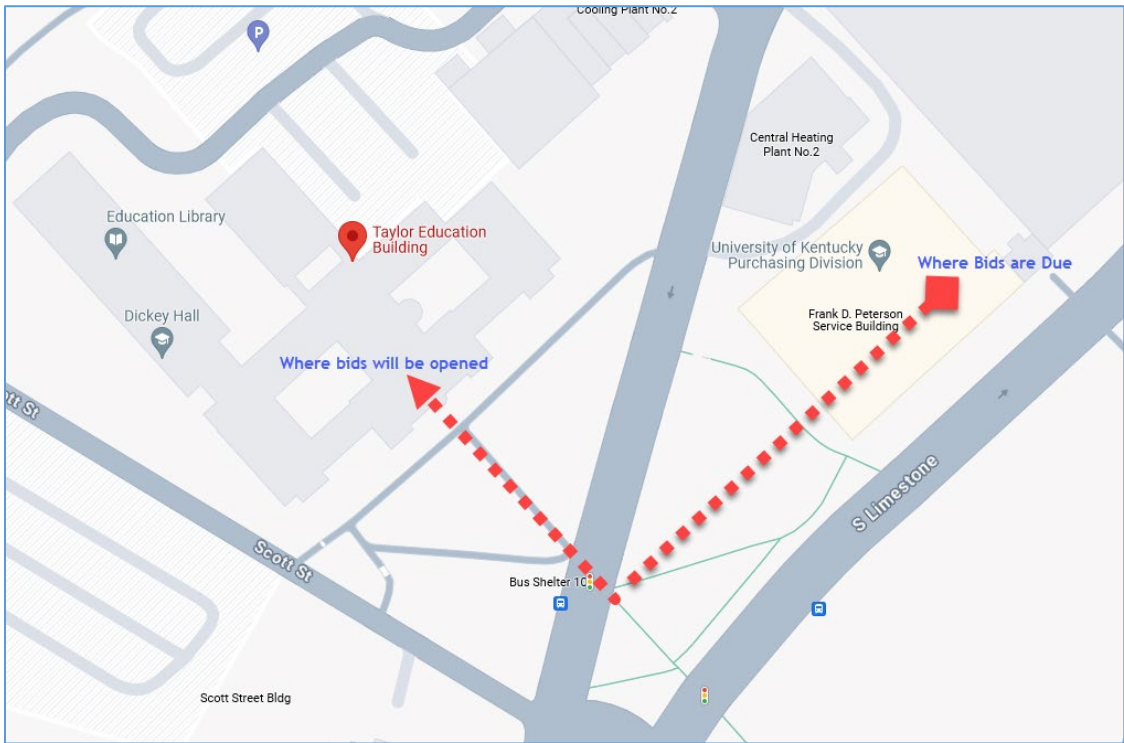 Cooling Plant No.2
P
Central Heating
Plant No.2
Education Library
Taylor Education
Building
University of Kentucky
Purchasing Division
Where Bids are Due
Dickey Hall
Frank D. Peterson
Service Building
Where bids will be opened
ott St
S Limestone
Scott St
Bus Shelter 10
Scott Street Bldg